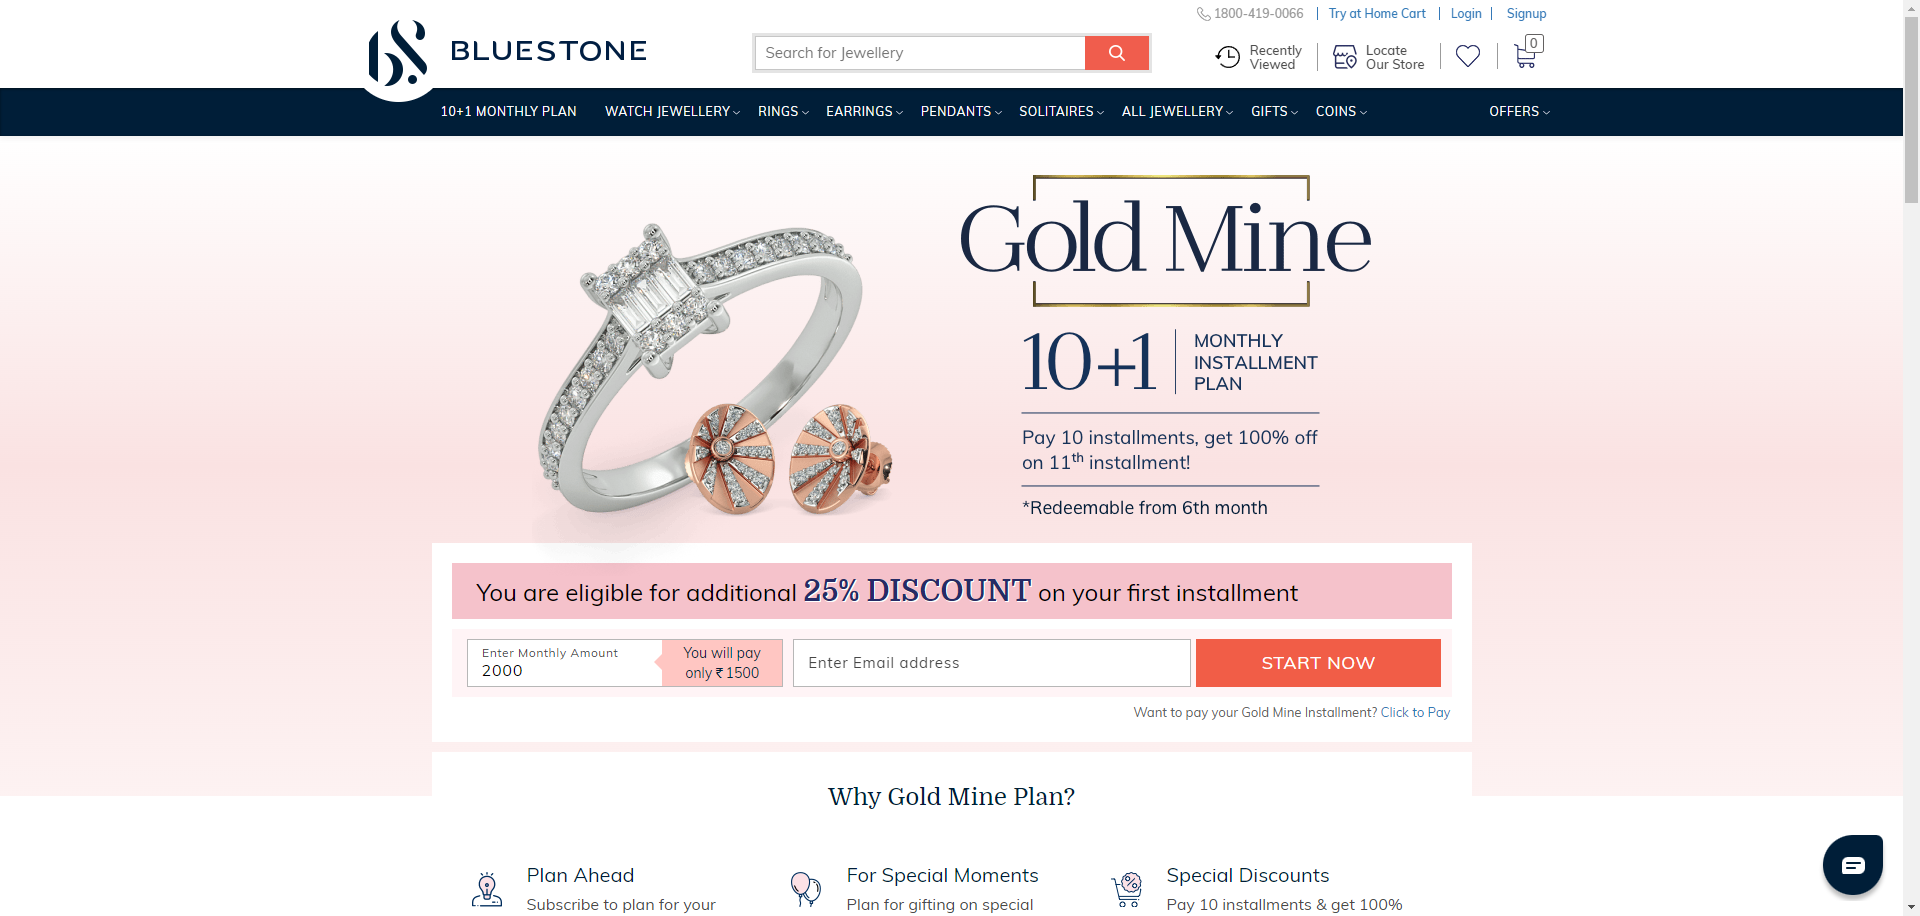 1800-419-0066
Try at Home Cart
Login
Signup
BLUESTONE
Search for Jewellery
Recently
Viewed
Locate
Our Store
0
10+1 MONTHLY PLAN
WATCH JEWELLERY
RINGS
EARRINGS
PENDANTS
SOLITAIRES
ALL JEWELLERY
GIFTS
COINS
OFFERS
Gold Mine
10+1
MONTHLY
INSTALLMENT
PLAN
Pay 10 installments, get 100% off
on 11th installment!
*Redeemable from 6th month
You are eligible for additional 25% DISCOUNT on your first installment
Enter Monthly Amount
2000
You will pay
only ₹ 1500
Enter Email address
START NOW
Want to pay your Gold Mine Installment? Click to Pay
Why Gold Mine Plan?
Plan Ahead
Subscribe to plan for your
For Special Moments
Plan for gifting on special
Special Discounts
Pay 10 installments & get 100%